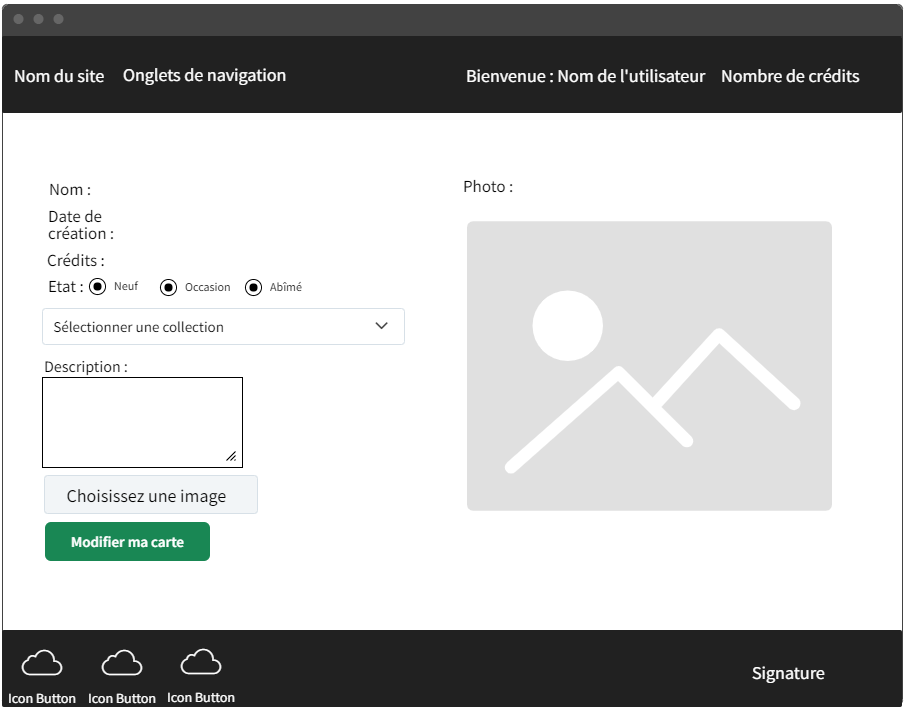 Nom du site
Onglets de navigation
Bienvenue : Nom de l'utilisateur
Nombre de crédits
Nom :
Date de
création :
Crédits :
Etat :
Neuf
Occasion
Abîmé
Sélectionner une collection
Description :
Choisissez une image
Modifier ma carte
Photo :
Icon Button
Icon Button
Icon Button
Signature